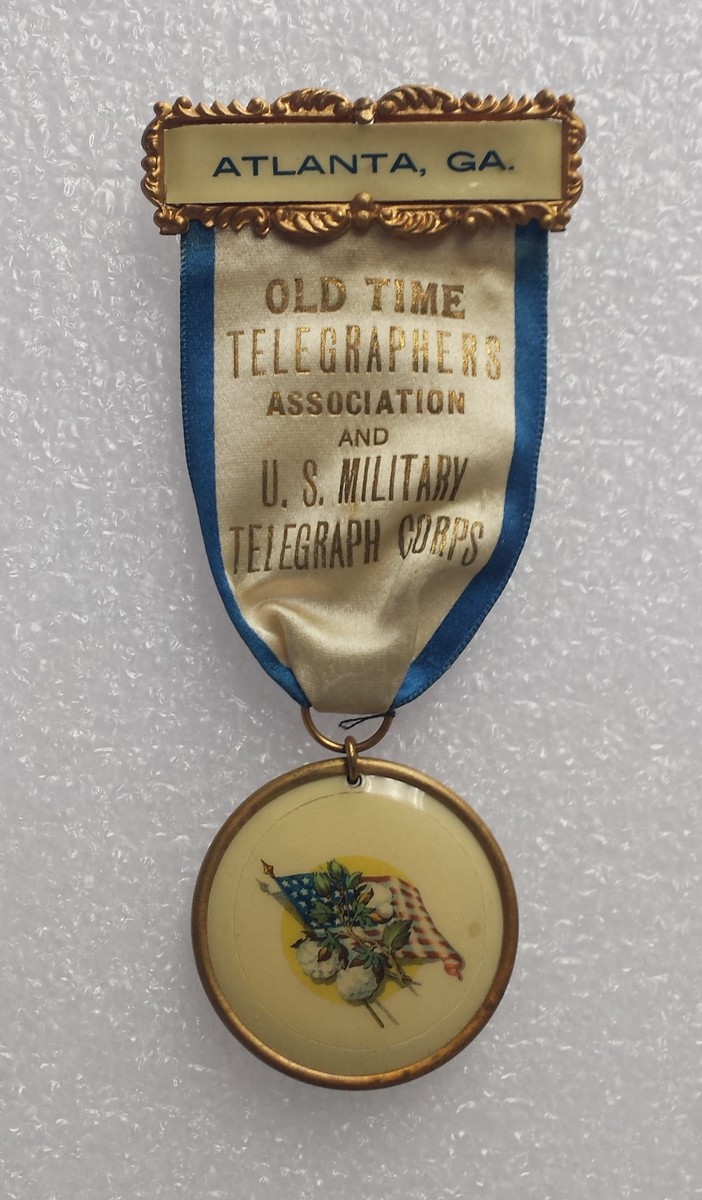 ATLANTA, GA.
OLD TIME
TELEGRAPHERS
ASSOCIATION
AND
U. S. MILITARY
TELEGRAPH CORPS